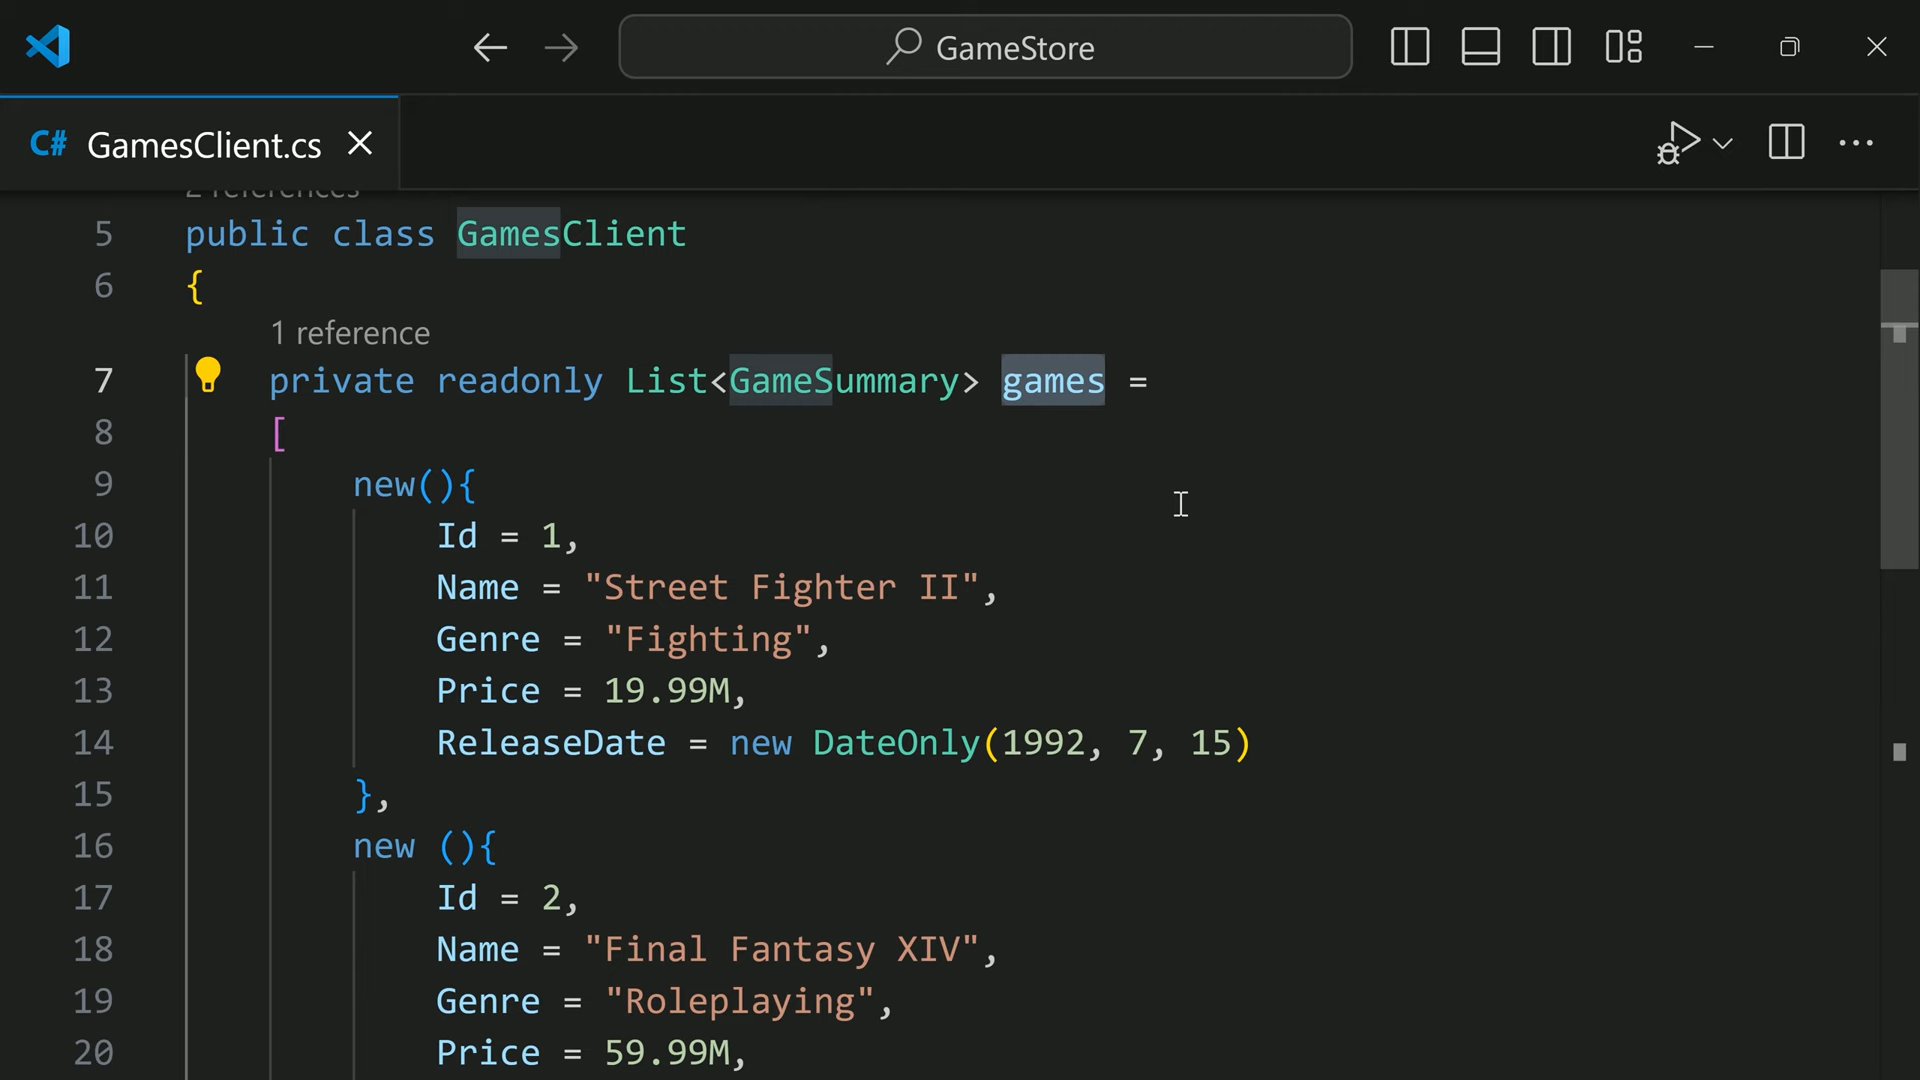 GameStore
C# GamesClient.cs
2 references
5 public class GamesClient
6 {
1 reference
7 private readonly List<GameSummary> games =
8 [
9 new(){
10 Id = 1,
11 Name = "Street Fighter II",
12 Genre = "Fighting",
13 Price = 19.99M,
14 ReleaseDate = new DateOnly(1992, 7, 15)
15 },
16 new (){
17 Id = 2,
18 Name = "Final Fantasy XIV",
19 Genre = "Roleplaying",
20 Price = 59.99M,